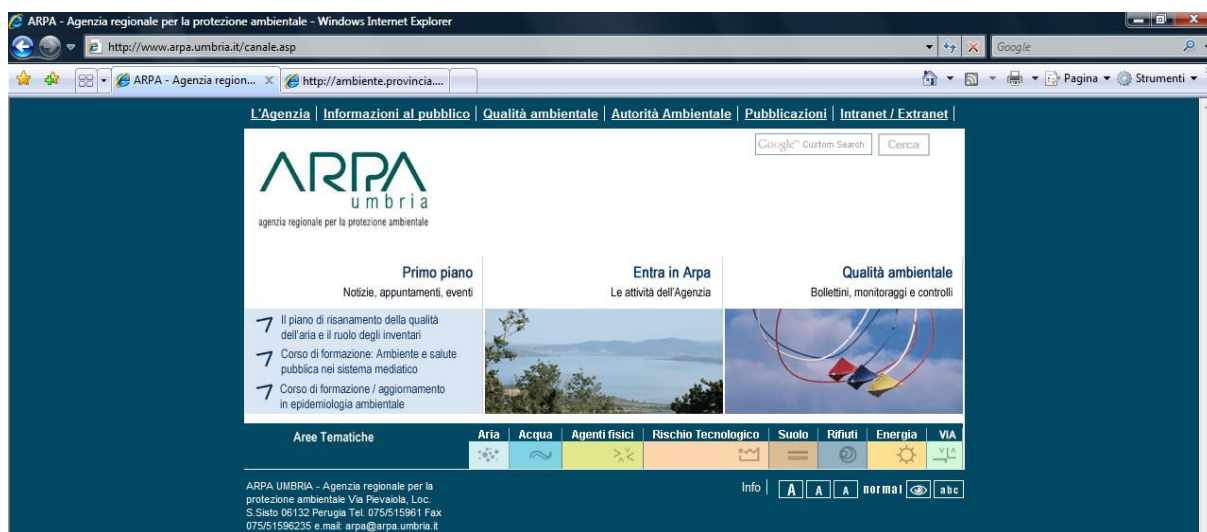 ARPA - Agenzia regionale per la protezione ambientale - Windows Internet Explorer
http://www.arpa.umbria.it/canale.asp
Google
ARPA - Agenzia region...
http://ambiente.provincia....
Pagina
Strumenti
L'Agenzia | Informazioni al pubblico | Qualità ambientale | Autorità Ambientale | Pubblicazioni | Intranet / Extranet |
Google™ Custom Search
Cerca
ARPA
umbria
agenzia regionale per la protezione ambientale
Primo piano
Notizie, appuntamenti, eventi
Entra in Arpa
Le attività dell'Agenzia
Qualità ambientale
Bollettini, monitoraggi e controlli
Il piano di risanamento della qualità
dell'aria e il ruolo degli inventari
Corso di formazione: Ambiente e salute
pubblica nei sistema mediatico
Corso di formazione / aggiornamento
in epidemiologia ambientale
Aree Tematiche
Aria | Acqua | Agenti fisici | Rischio Tecnologico | Suolo | Rifiuti | Energia | VIA
ARPA UMBRIA - Agenzia regionale per la
protezione ambientale Via Pievaiola, Loc.
S.Sisto 06132 Perugia Tel. 075/515961 Fax
075/51596235 e.mail: arpa@arpa.umbria.it
Info | A A A normal abc